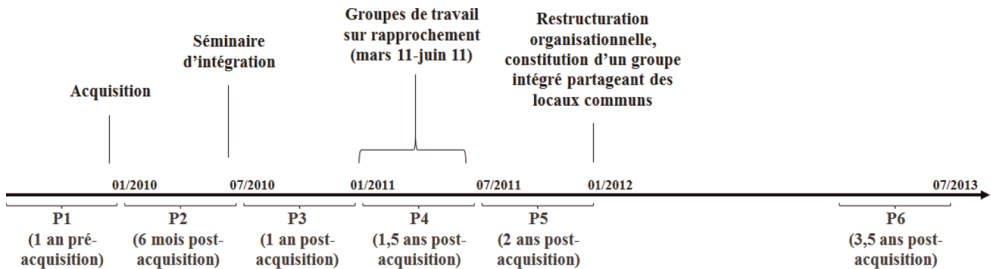 Acquisition
Séminaire
d'intégration
Groupes de travail
sur rapprochement
(mars 11-juin 11)
Restructuration
organisationnelle,
constitution d'un groupe
intégré partageant des
locaux communs
01/2010
07/2010
01/2011
07/2011
01/2012
07/2013
P1
(1 an pré-
acquisition)
P2
(6 mois post-
acquisition)
P3
(1 an post-
acquisition)
P4
(1,5 ans post-
acquisition)
P5
(2 ans post-
acquisition)
P6
(3,5 ans post-
acquisition)